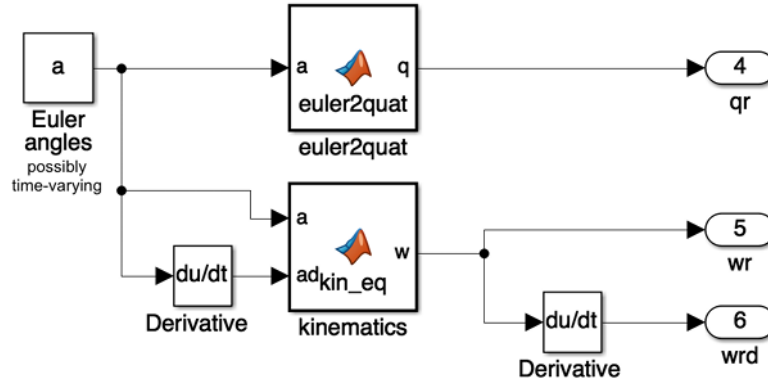 a
Euler
angles
possibly
time-varying
a
q
euler2quat
euler2quat
4
qr
a
ad
w
kin_eq
kinematics
du/dt
Derivative
5
wr
du/dt
Derivative
6
wrd